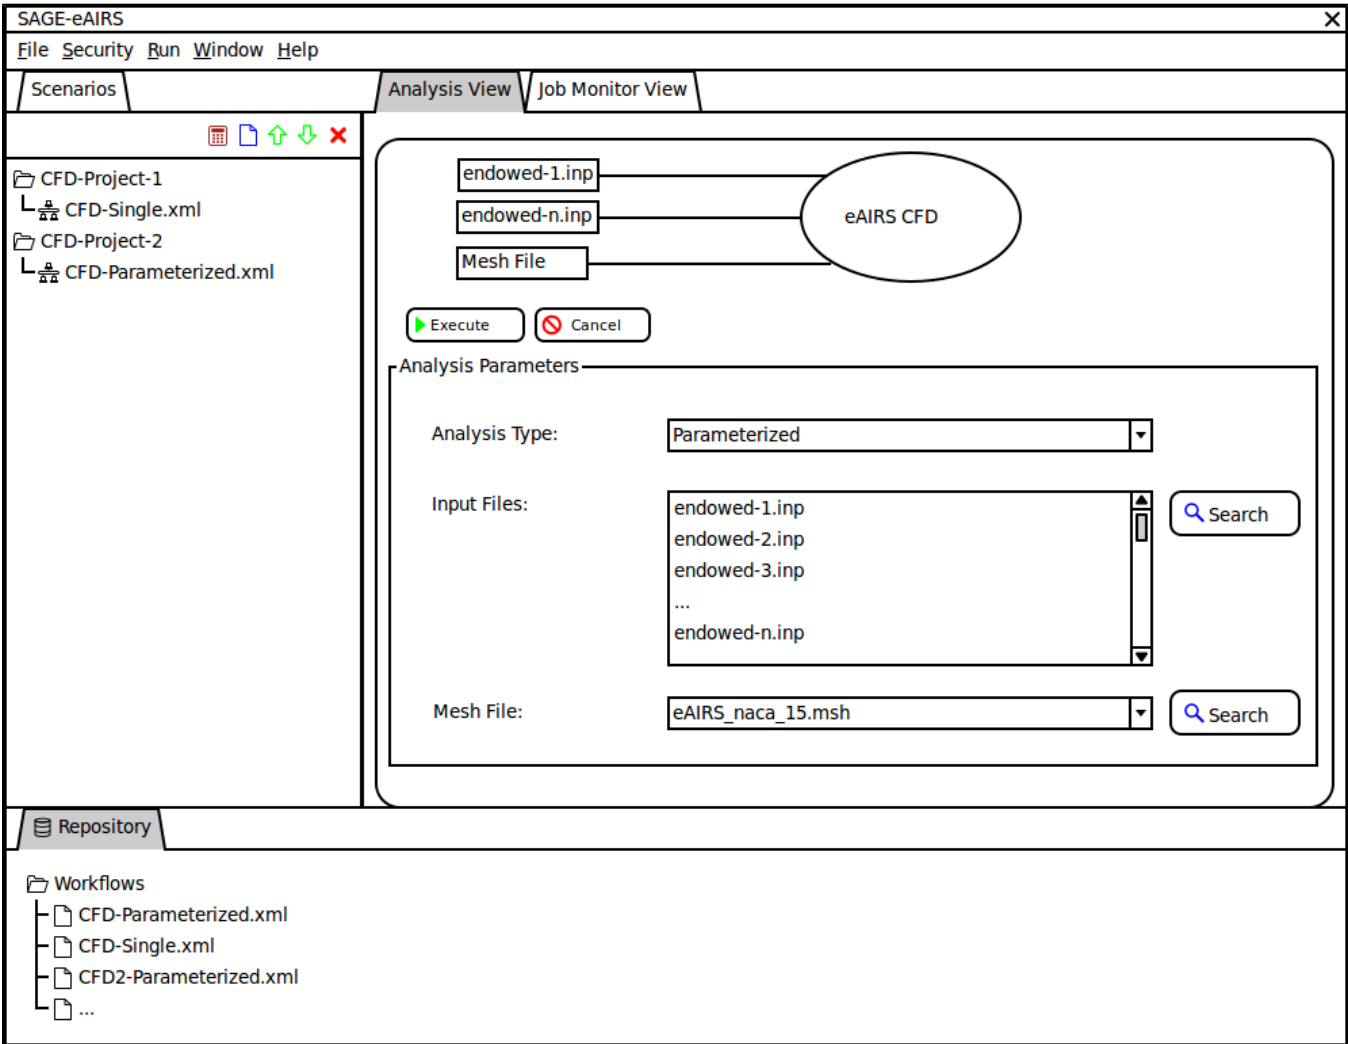 SAGE-eAIRS
File Security Run Window Help
Scenarios
Analysis View
Job Monitor View
CFD-Project-1
CFD-Single.xml
CFD-Project-2
CFD-Parameterized.xml
endowed-1.inp
endowed-n.inp
Mesh File
eAIRS CFD
Execute
Cancel
Analysis Parameters
Analysis Type:
Parameterized
Input Files:
endowed-1.inp
endowed-2.inp
endowed-3.inp
...
endowed-n.inp
Search
Mesh File:
eAIRS_naca_15.msh
Search
Repository
Workflows
CFD-Parameterized.xml
CFD-Single.xml
CFD2-Parameterized.xml
...